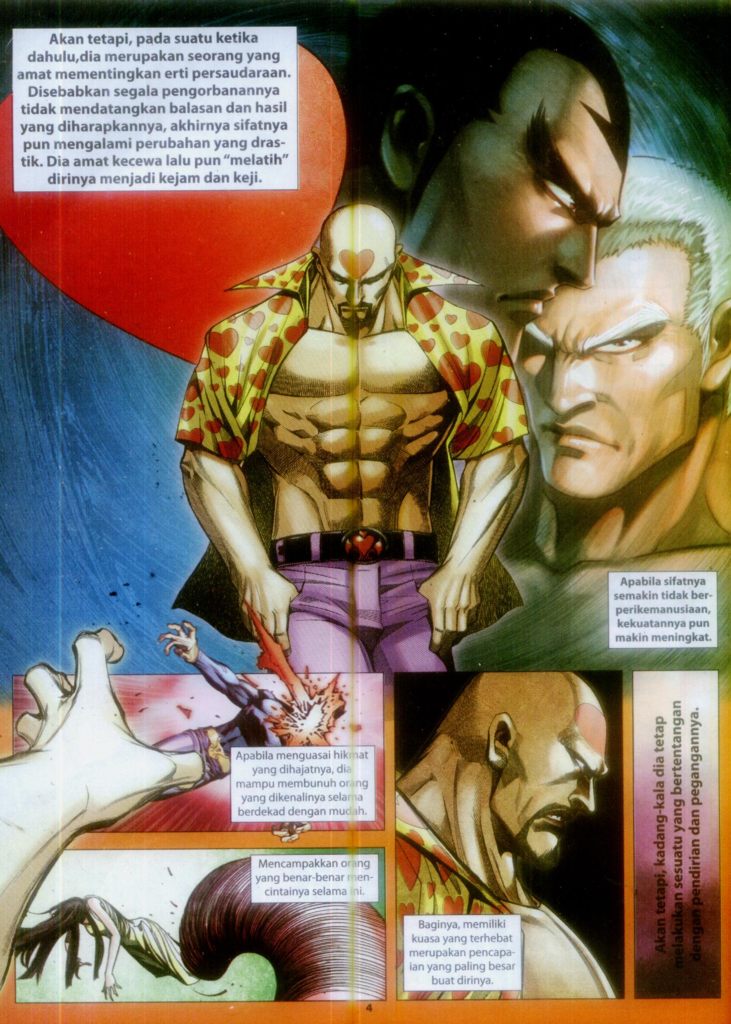 Akan tetapi, pada suatu ketika
dahulu,dia merupakan seorang yang
amat mementingkan erti persaudaraan.
Disebabkan segala pengorbanannya
tidak mendatangkan balasan dan hasil
yang diharapkannya, akhirnya sifatnya
pun mengalami perubahan yang dras-
tik. Dia amat kecewa lalu pun “melatih”
dirinya menjadi kejam dan keji.
Apabila sifatnya
semakin tidak ber-
perikemanusiaan,
kekuatannya pun
makin meningkat.
Apabila menguasai hikmat
yang dihajatnya, dia
mampu membunuh orang
yang dikenalinya selama
berdekad dengan mudah.
Mencampakkan orang
yang benar-benar men-
cintainya selama ini.
Baginya, memiliki
kuasa yang terhebat
merupakan pencapa-
ian yang paling besar
buat dirinya.
Akan tetapi, kadang-kala dia tetap
melakukan sesuatu yang bertentangan
dengan pendirian dan pegangannya.
4